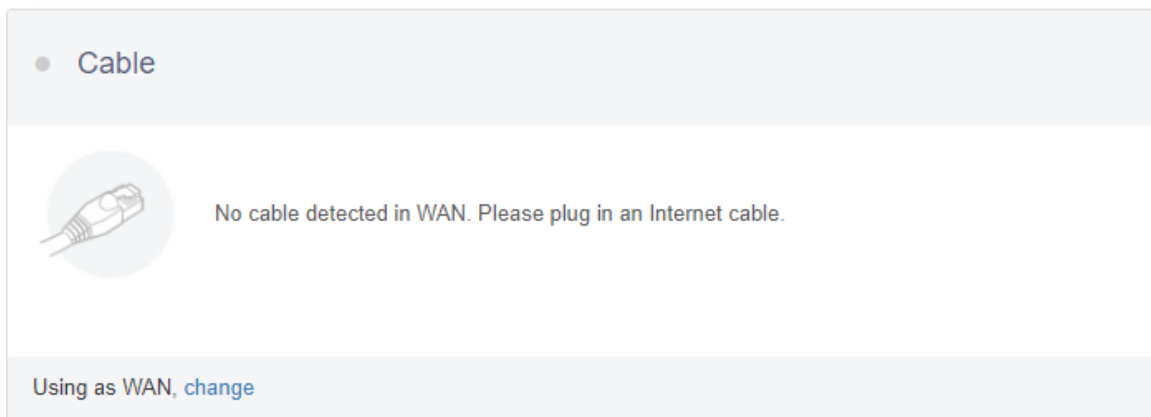 Cable
No cable detected in WAN. Please plug in an Internet cable.
Using as WAN, change